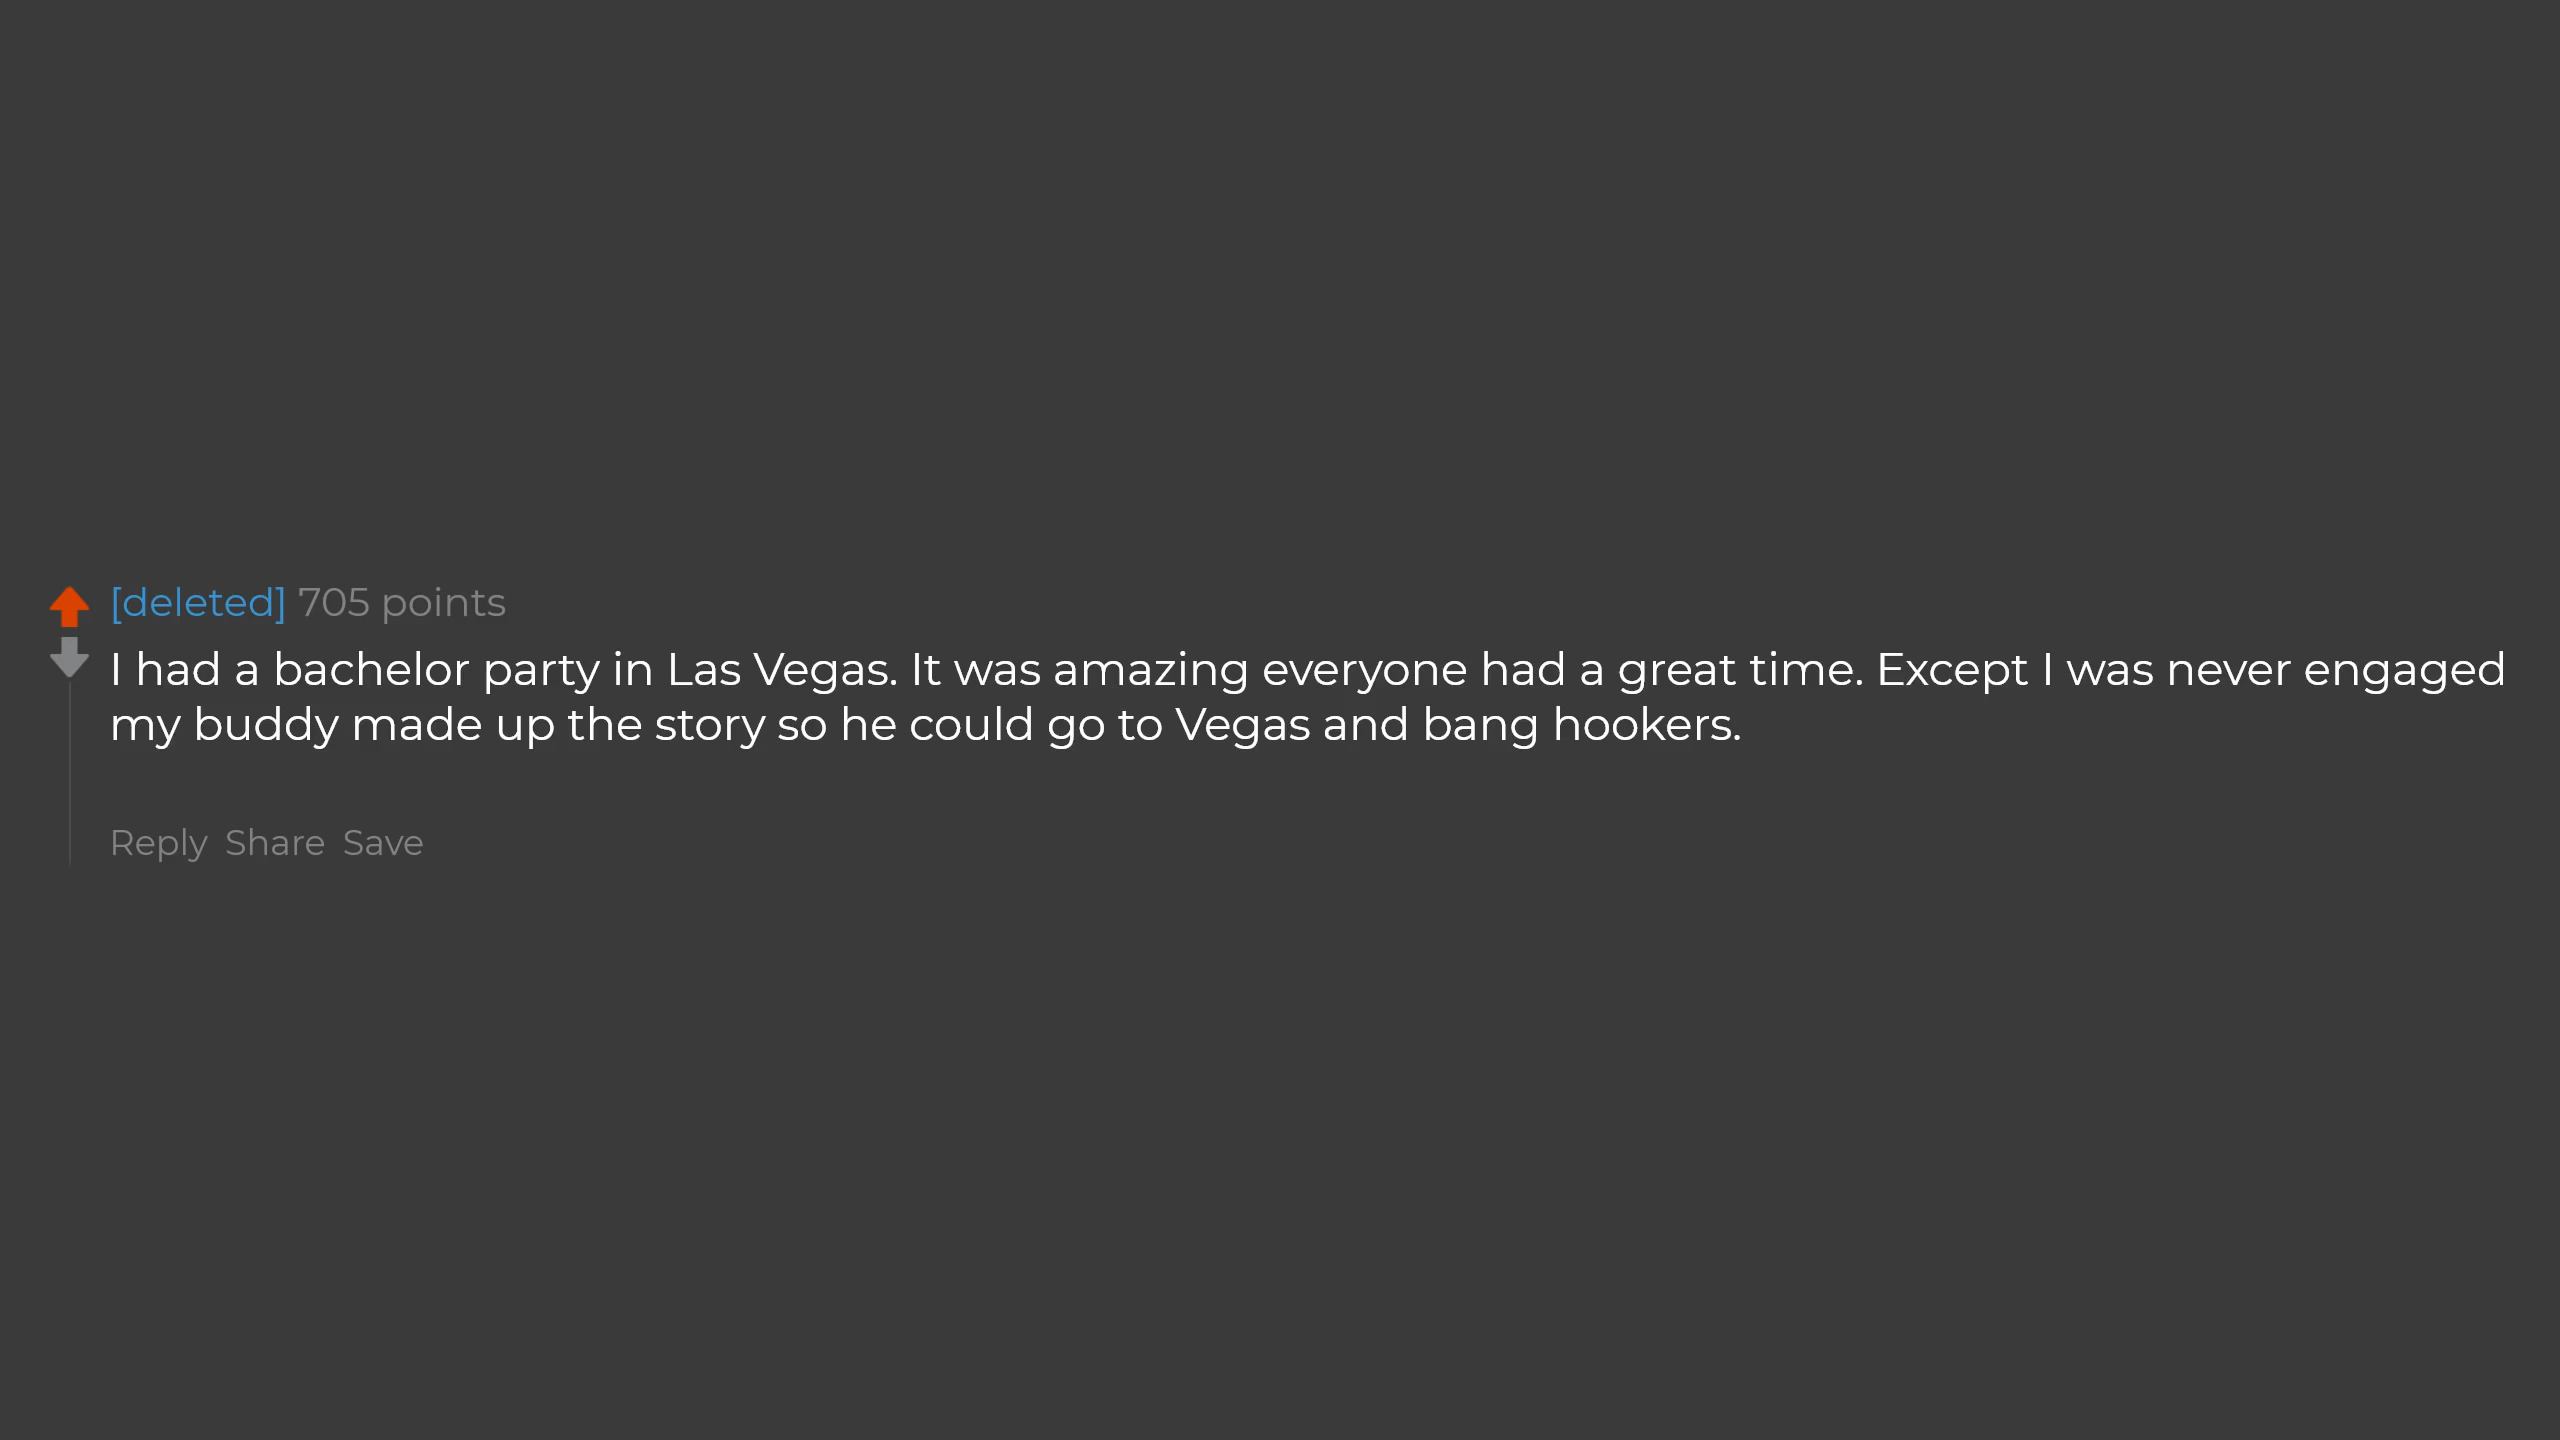 [deleted] 705 points
I had a bachelor party in Las Vegas. It was amazing everyone had a great time. Except I was never engaged
my buddy made up the story so he could go to Vegas and bang hookers.
Reply Share Save